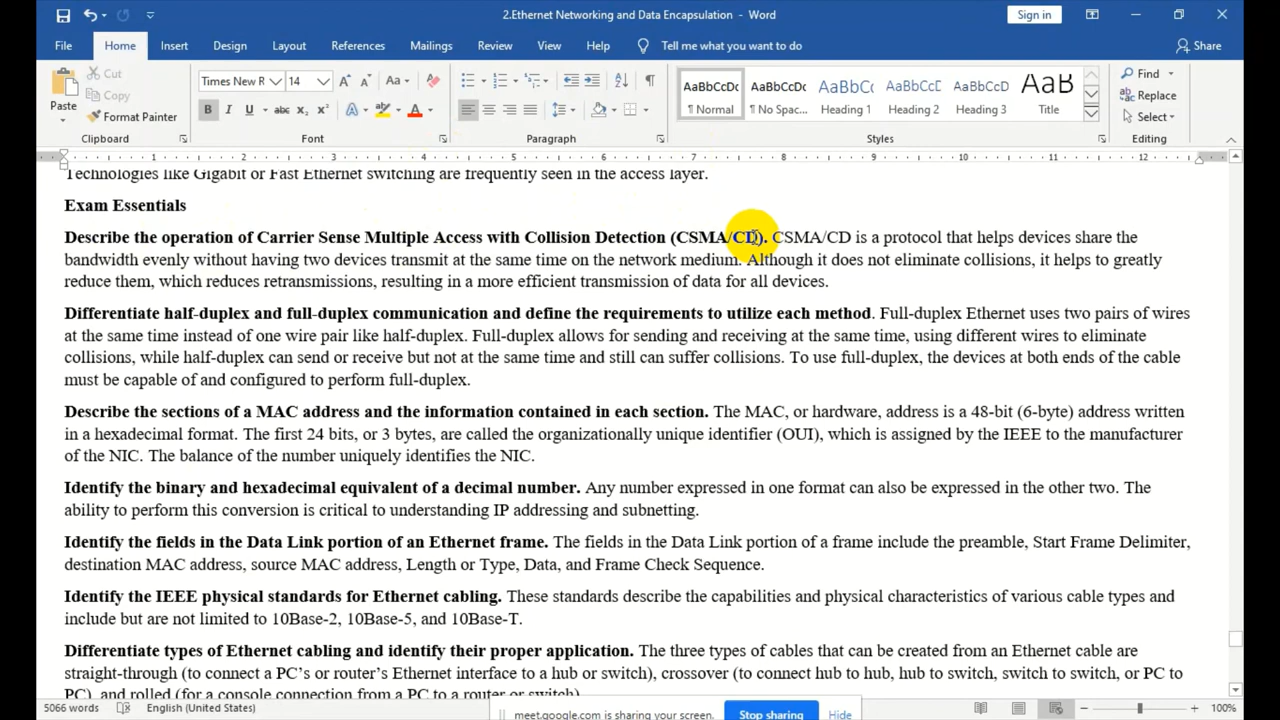 2.Ethernet Networking and Data Encapsulation - Word
Sign in
File Home Insert Design Layout References Mailings Review View Help Tell me what you want to do Share
Paste
Cut
Copy
Format Painter
Clipboard
Times New R 14
Font
Paragraph
AaBbCcDc AaBbCcDc AaBbC( AaBbCcD AaBbCcD AaB
¶ Normal ¶ No Spac... Heading 1 Heading 2 Heading 3 Title
Styles
Find
Replace
Select
Editing
1 2 3 4 5 6 7 8 9 10 11 12
Technologies like Gigabit or Fast Ethernet switching are frequently seen in the access layer.
Exam Essentials
Describe the operation of Carrier Sense Multiple Access with Collision Detection (CSMA/CD). CSMA/CD is a protocol that helps devices share the
bandwidth evenly without having two devices transmit at the same time on the network medium. Although it does not eliminate collisions, it helps to greatly
reduce them, which reduces retransmissions, resulting in a more efficient transmission of data for all devices.
Differentiate half-duplex and full-duplex communication and define the requirements to utilize each method. Full-duplex Ethernet uses two pairs of wires
at the same time instead of one wire pair like half-duplex. Full-duplex allows for sending and receiving at the same time, using different wires to eliminate
collisions, while half-duplex can send or receive but not at the same time and still can suffer collisions. To use full-duplex, the devices at both ends of the cable
must be capable of and configured to perform full-duplex.
Describe the sections of a MAC address and the information contained in each section. The MAC, or hardware, address is a 48-bit (6-byte) address written
in a hexadecimal format. The first 24 bits, or 3 bytes, are called the organizationally unique identifier (OUI), which is assigned by the IEEE to the manufacturer
of the NIC. The balance of the number uniquely identifies the NIC.
Identify the binary and hexadecimal equivalent of a decimal number. Any number expressed in one format can also be expressed in the other two. The
ability to perform this conversion is critical to understanding IP addressing and subnetting.
Identify the fields in the Data Link portion of an Ethernet frame. The fields in the Data Link portion of a frame include the preamble, Start Frame Delimiter,
destination MAC address, source MAC address, Length or Type, Data, and Frame Check Sequence.
Identify the IEEE physical standards for Ethernet cabling. These standards describe the capabilities and physical characteristics of various cable types and
include but are not limited to 10Base-2, 10Base-5, and 10Base-T.
Differentiate types of Ethernet cabling and identify their proper application. The three types of cables that can be created from an Ethernet cable are
straight-through (to connect a PC’s or router’s Ethernet interface to a hub or switch), crossover (to connect hub to hub, hub to switch, switch to switch, or PC to
PC), and rolled (for a console connection from a PC to a router or switch).
5066 words English (United States) 100%
meet.google.com is sharing your screen. Stop sharing Hide